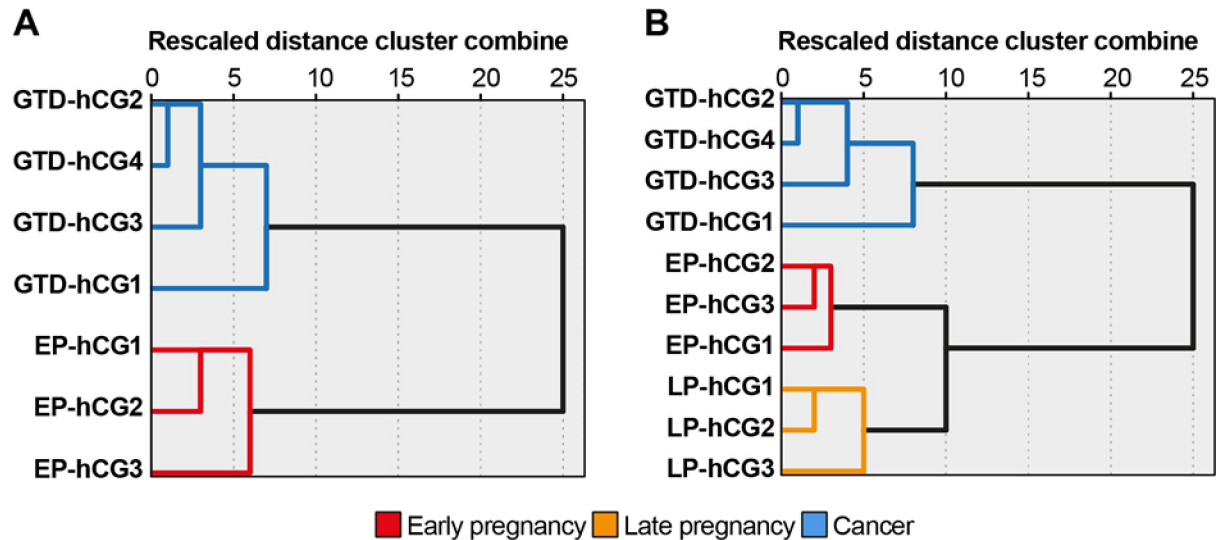 A
Rescaled distance cluster combine
0 5 10 15 20 25
GTD-hCG2
GTD-hCG4
GTD-hCG3
GTD-hCG1
EP-hCG1
EP-hCG2
EP-hCG3
B
Rescaled distance cluster combine
0 5 10 15 20 25
GTD-hCG2
GTD-hCG4
GTD-hCG3
GTD-hCG1
EP-hCG2
EP-hCG3
EP-hCG1
LP-hCG1
LP-hCG2
LP-hCG3
Early pregnancy Late pregnancy Cancer